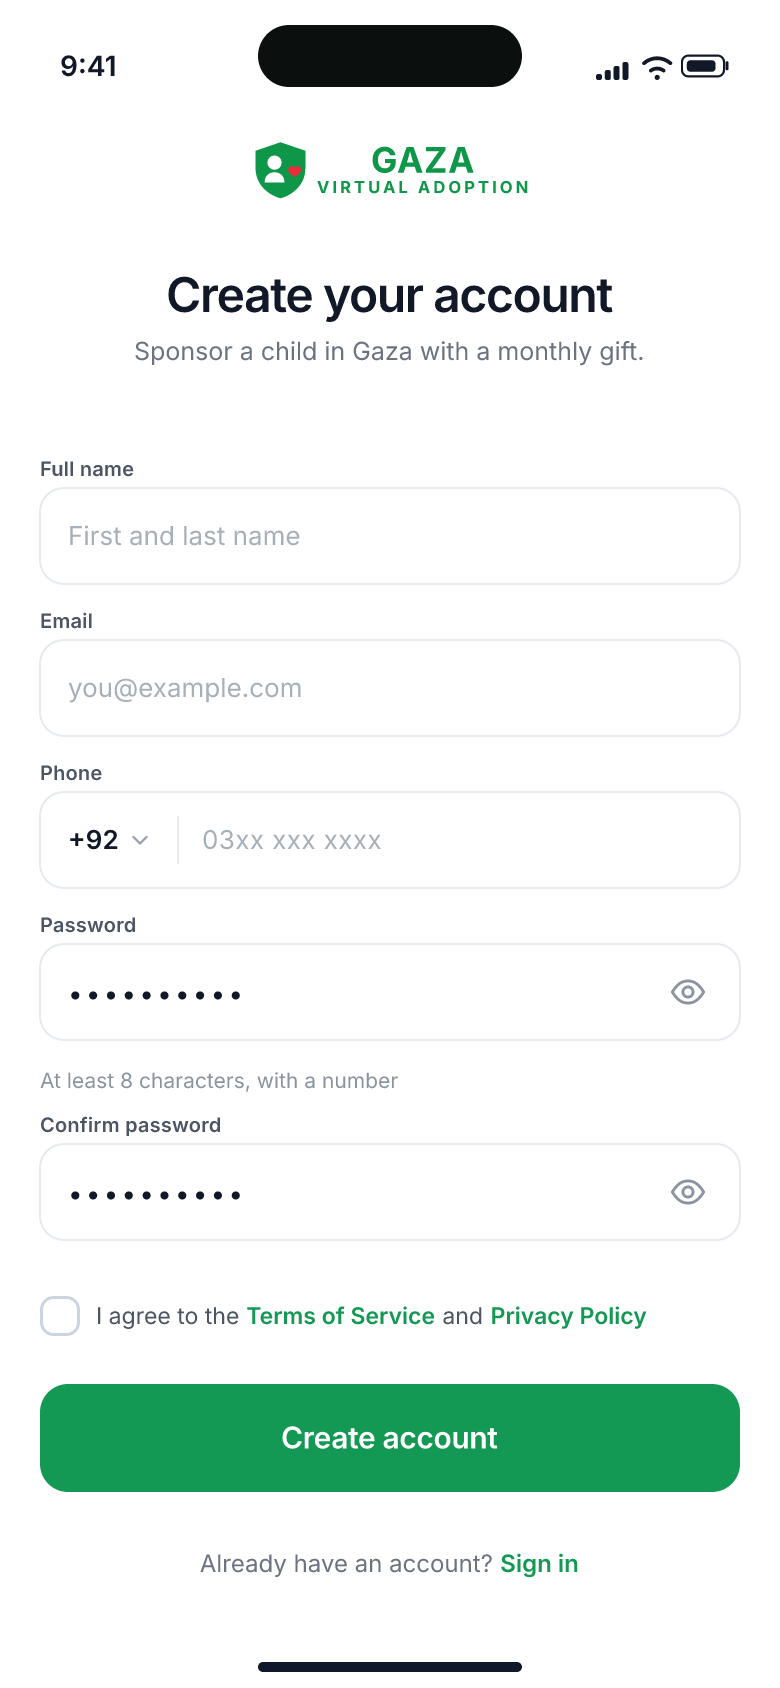 9:41
GAZA
VIRTUAL ADOPTION
Create your account
Sponsor a child in Gaza with a monthly gift.
Full name
First and last name
Email
you@example.com
Phone
+92 03xx xxx xxxx
Password
••••••••••
At least 8 characters, with a number
Confirm password
••••••••••
I agree to the Terms of Service and Privacy Policy
Create account
Already have an account? Sign in